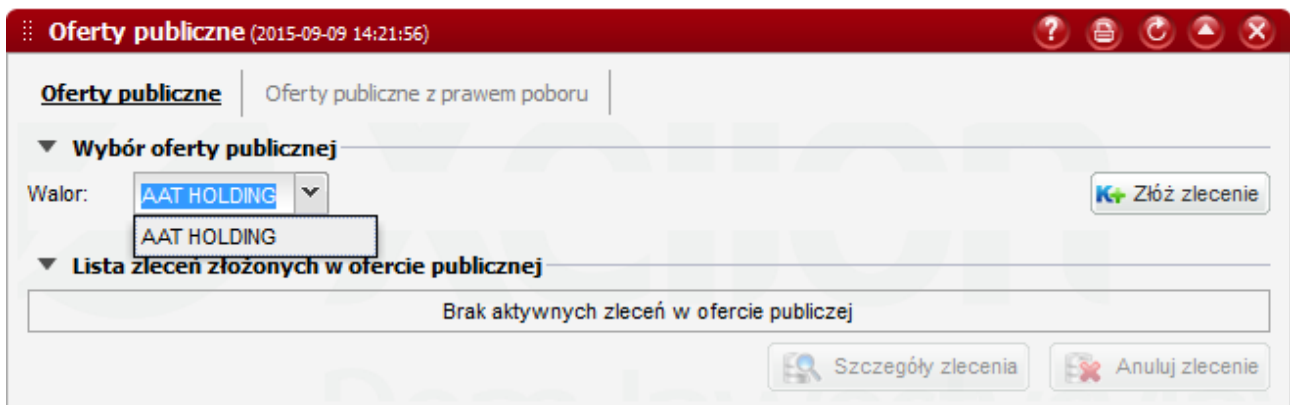 Oferty publiczne (2015-09-09 14:21:56)
Oferty publiczne Oferty publiczne z prawem poboru
Wybór oferty publicznej
Walor: AAT HOLDING K+ Złóż zlecenie
AAT HOLDING
Lista zleceń złożonych w ofercie publicznej
Brak aktywnych zleceń w ofercie publiczej
Szczegóły zlecenia Anuluj zlecenie